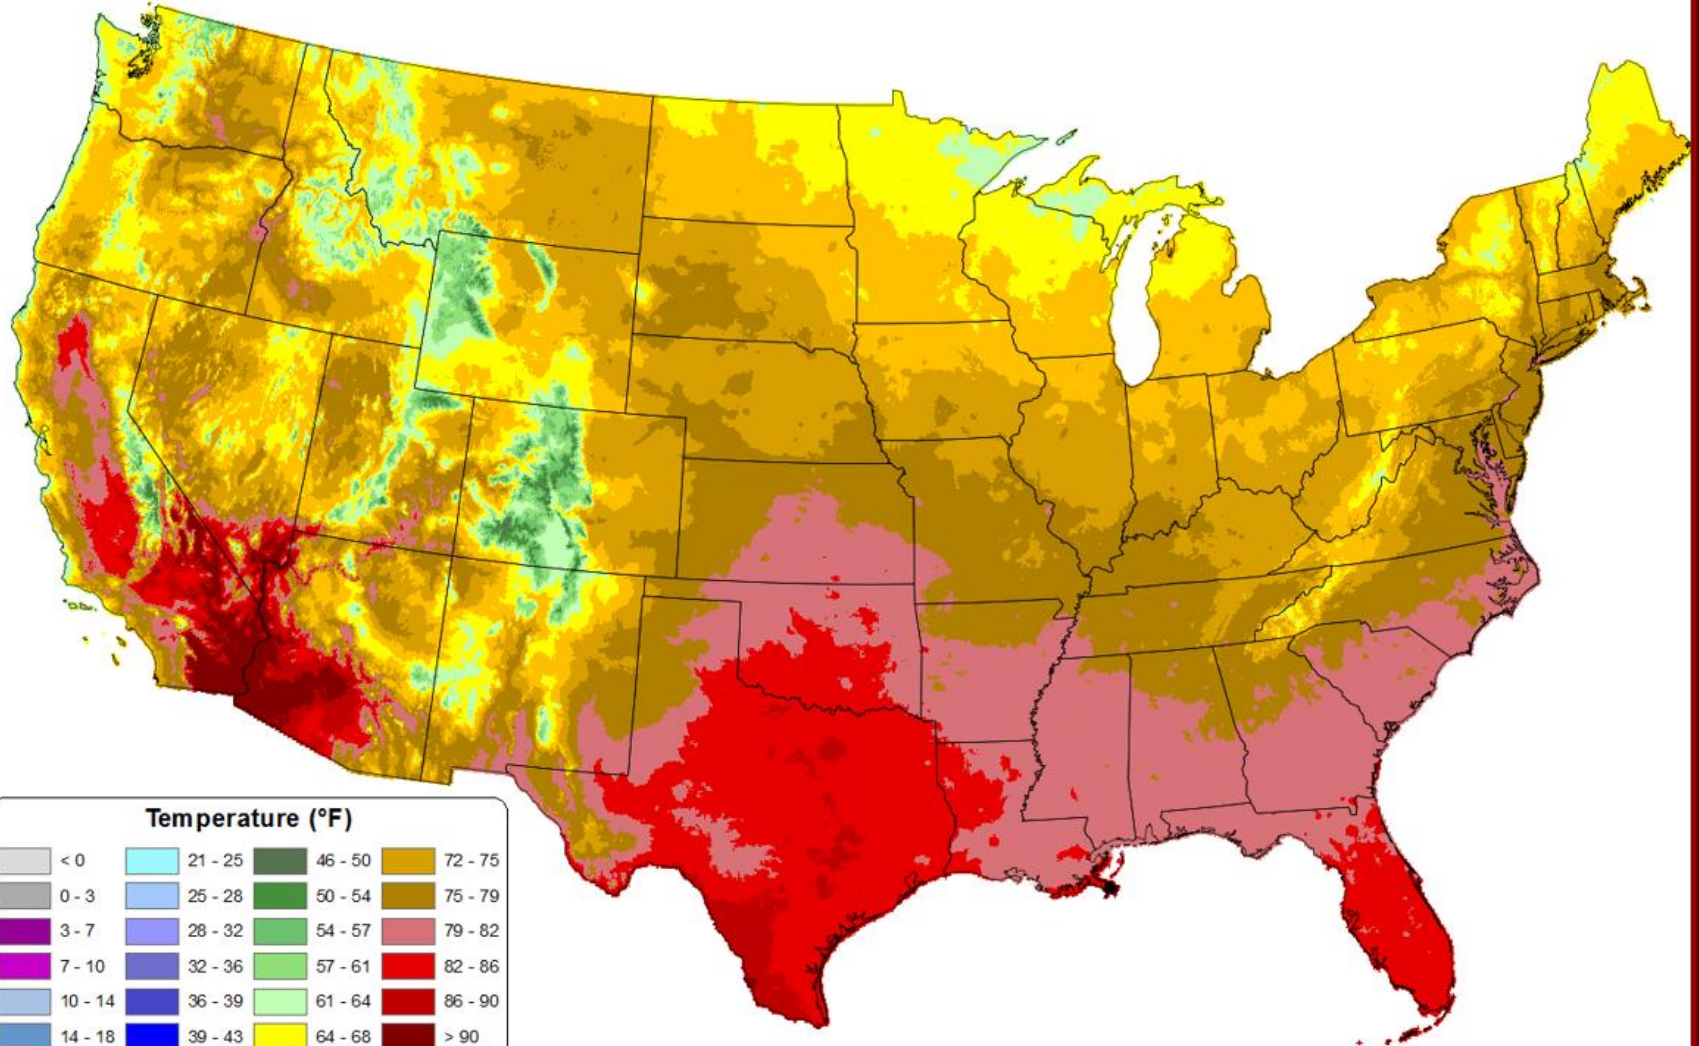 Temperature (°F)
< 0 21 - 25 46 - 50 72 - 75
0 - 3 25 - 28 50 - 54 75 - 79
3 - 7 28 - 32 54 - 57 79 - 82
7 - 10 32 - 36 57 - 61 82 - 86
10 - 14 36 - 39 61 - 64 86 - 90
14 - 18 39 - 43 64 - 68 > 90